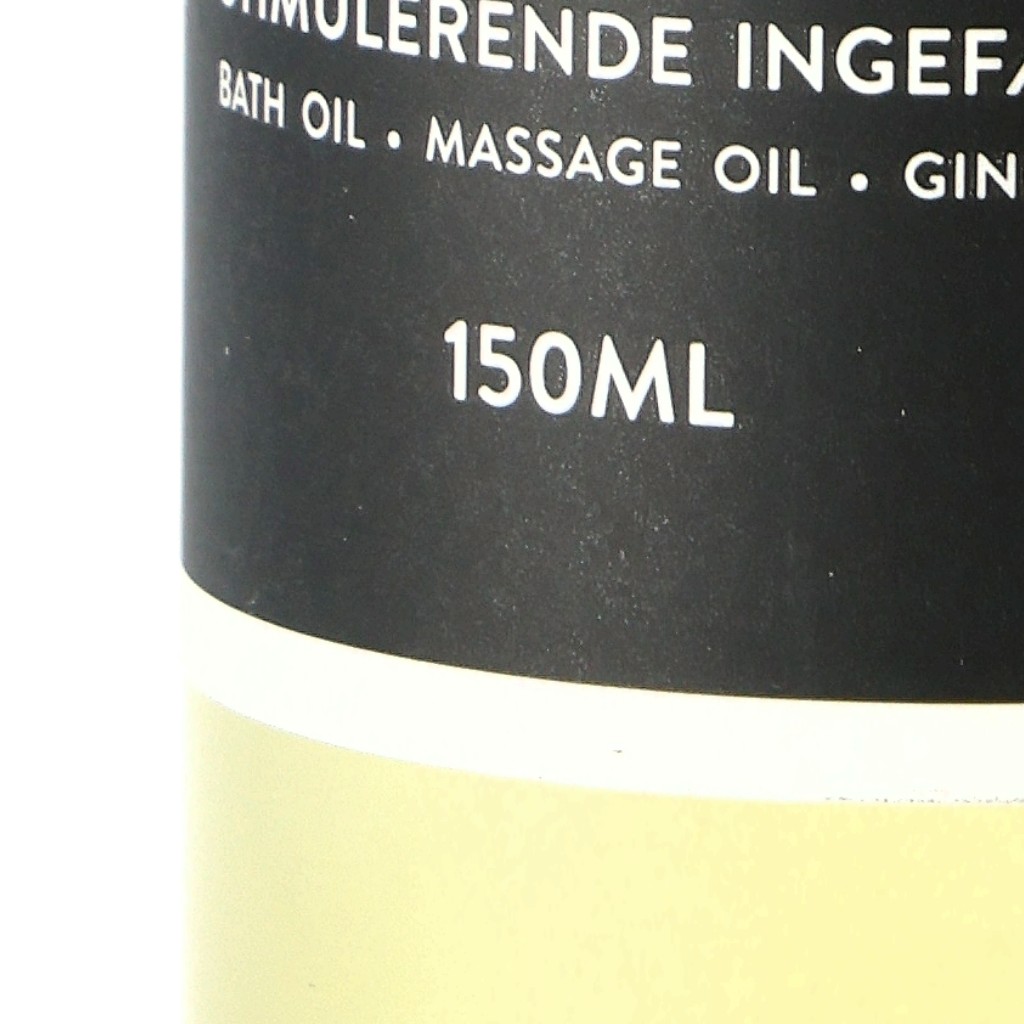 INGEF
BATH OIL • MASSAGE OIL • GIN
150ML